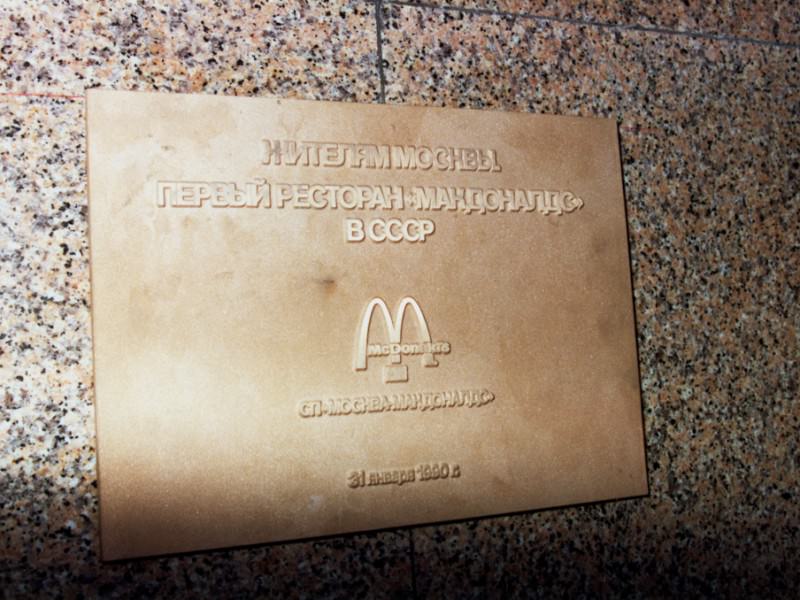 ЖИТЕЛЯМ МОСКВЫ.
ПЕРВЫЙ РЕСТОРАН «МАКДОНАЛДС»
В СССР
McDonald's
СП «МОСКВА-МАКДОНАЛДС»
31 января 1990 г.